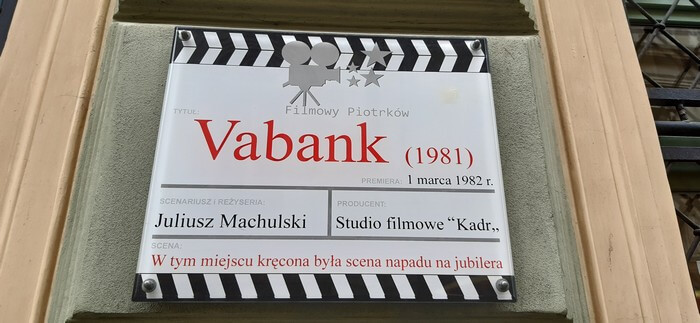 Filmowy Piotrków
TYTUŁ:
Vabank (1981)
PREMIERA: 1 marca 1982 r.
SCENARIUSZ I REŻYSERIA:
Juliusz Machulski
PRODUCENT:
Studio filmowe “Kadr„
SCENA:
W tym miejscu kręcona była scena napadu na jubilera